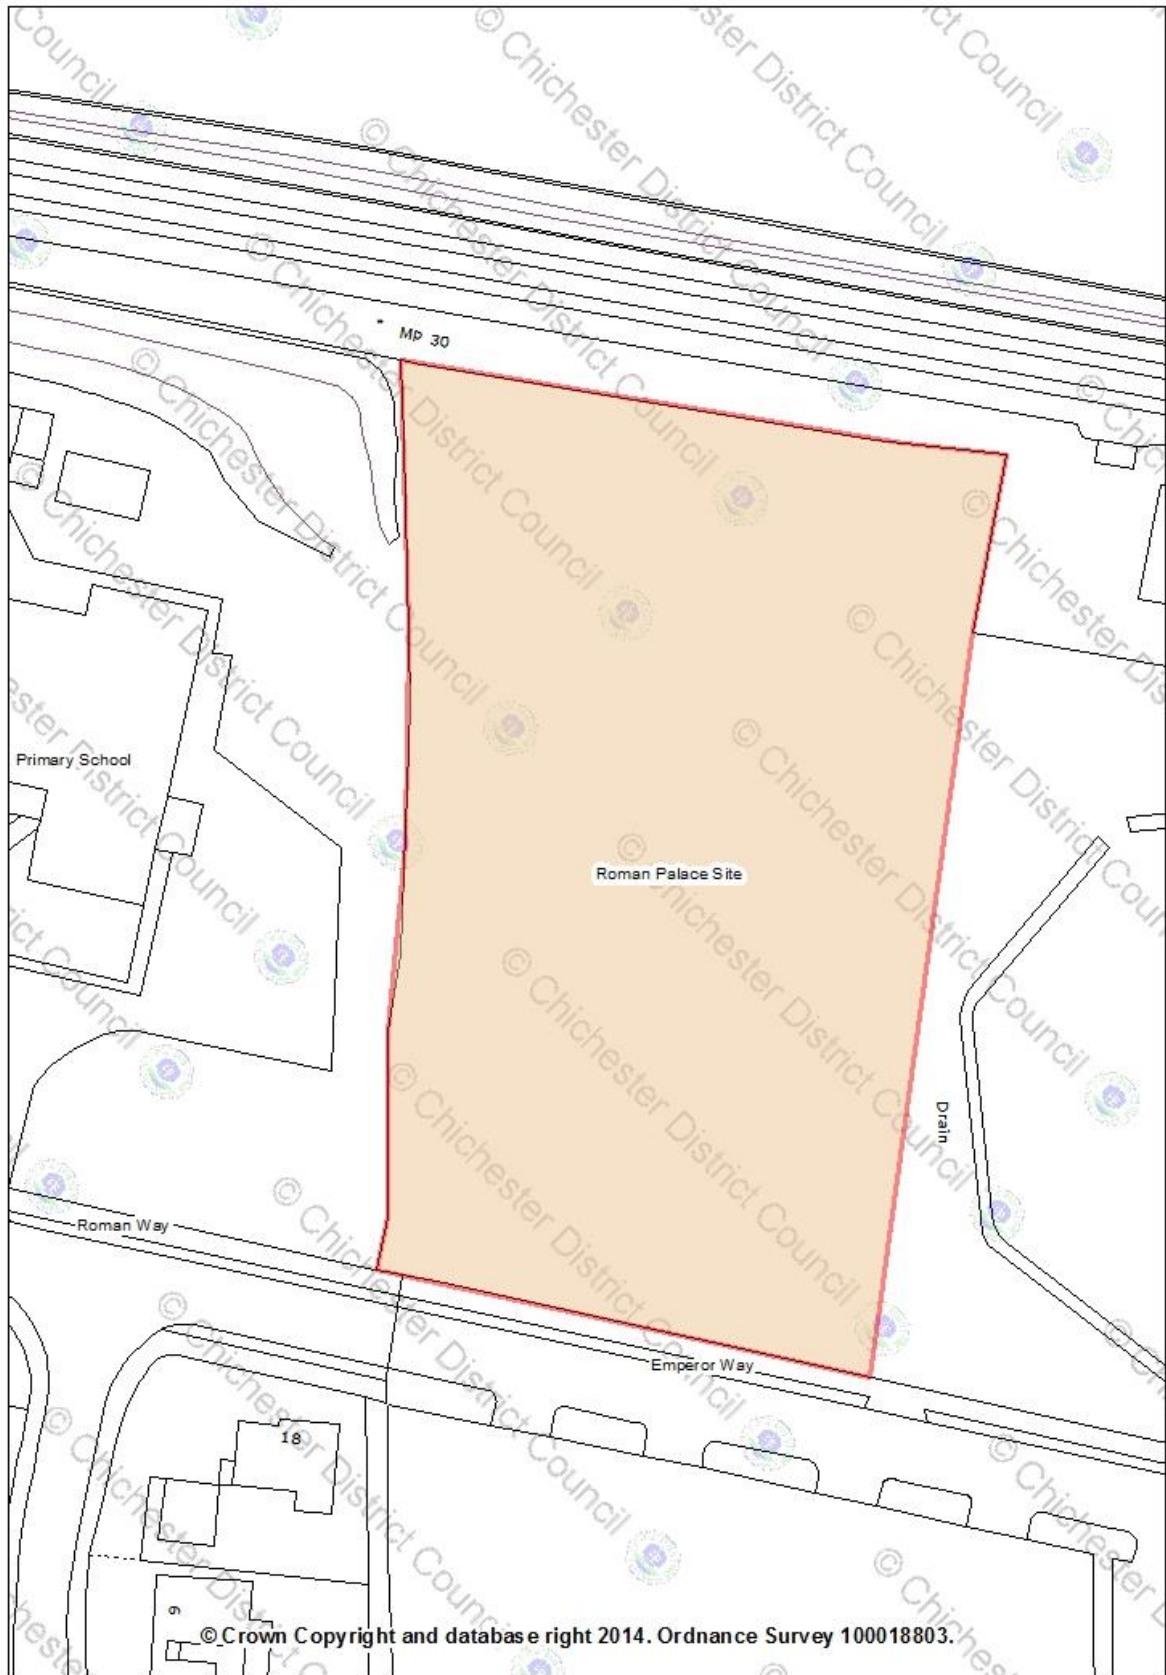 © Chichester District Council
MP 30
Primary School
Roman Palace Site
Drain
Roman Way
Emperor Way
18
9
© Crown Copyright and database right 2014. Ordnance Survey 100018803.